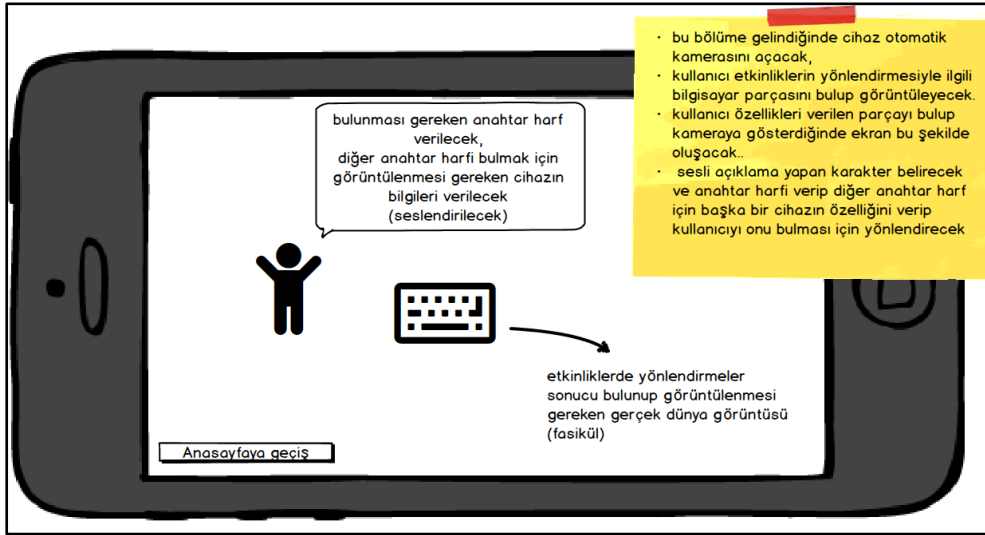 bulunması gereken anahtar harf
verilecek,
diğer anahtar harfi bulmak için
görüntülenmesi gereken cihazın
bilgileri verilecek
(seslendirilecek)
· bu bölüme gelindiğinde cihaz otomatik
kamerasını açacak,
· kullanıcı etkinliklerin yönlendirmesiyle ilgili
bilgisayar parçasını bulup görüntüleyecek.
· kullanıcı özellikleri verilen parçayı bulup
kameraya gösterdiğinde ekran bu şekilde
oluşacak..
· sesli açıklama yapan karakter belirecek
ve anahtar harfi verip diğer anahtar harf
için başka bir cihazın özelliğini verip
kullanıcıyı onu bulması için yönlendirecek
etkinliklerde yönlendirmeler
sonucu bulunup görüntülenmesi
gereken gerçek dünya görüntüsü
(fasikül)
Anasayfaya geçiş